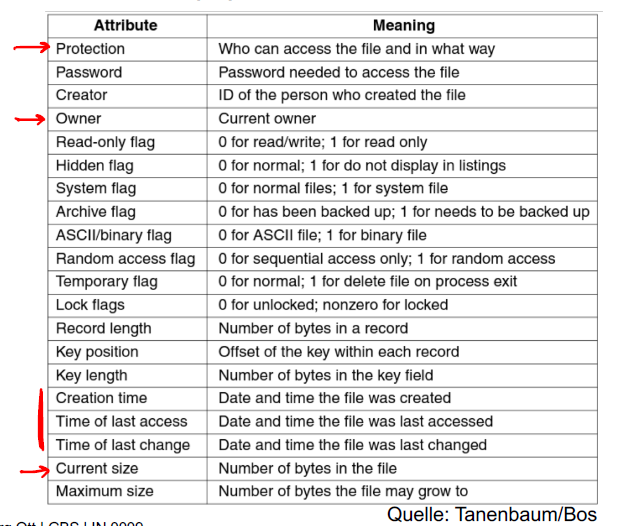 Attribute Meaning
Protection Who can access the file and in what way
Password Password needed to access the file
Creator ID of the person who created the file
Owner Current owner
Read-only flag 0 for read/write; 1 for read only
Hidden flag 0 for normal; 1 for do not display in listings
System flag 0 for normal files; 1 for system file
Archive flag 0 for has been backed up; 1 for needs to be backed up
ASCII/binary flag 0 for ASCII file; 1 for binary file
Random access flag 0 for sequential access only; 1 for random access
Temporary flag 0 for normal; 1 for delete file on process exit
Lock flags 0 for unlocked; nonzero for locked
Record length Number of bytes in a record
Key position Offset of the key within each record
Key length Number of bytes in the key field
Creation time Date and time the file was created
Time of last access Date and time the file was last accessed
Time of last change Date and time the file was last changed
Current size Number of bytes in the file
Maximum size Number of bytes the file may grow to
Quelle: Tanenbaum/Bos